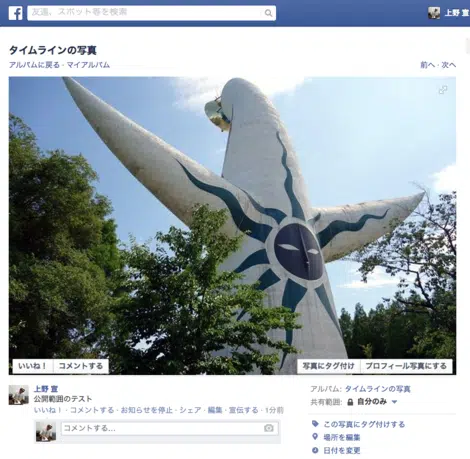 f
友達、スポット等を検索
上野 宣
タイムラインの写真
アルバムに戻る · マイアルバム
前へ · 次へ
いいね！
コメントする
写真にタグ付け
プロフィール写真にする
上野 宣
公開範囲のテスト
いいね！ · コメントする · お知らせを停止 · シェア · 編集 · 宣伝する · 1分前
コメントする...
アルバム: タイムラインの写真
共有範囲: 自分のみ
この写真にタグ付けする
場所を編集
日付を変更